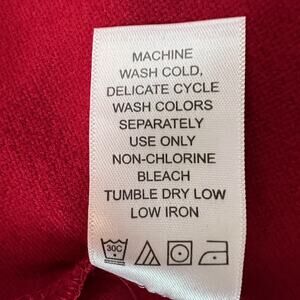 MACHINE
WASH COLD,
DELICATE CYCLE
WASH COLORS
SEPARATELY
USE ONLY
NON-CHLORINE
BLEACH
TUMBLE DRY LOW
LOW IRON
30C